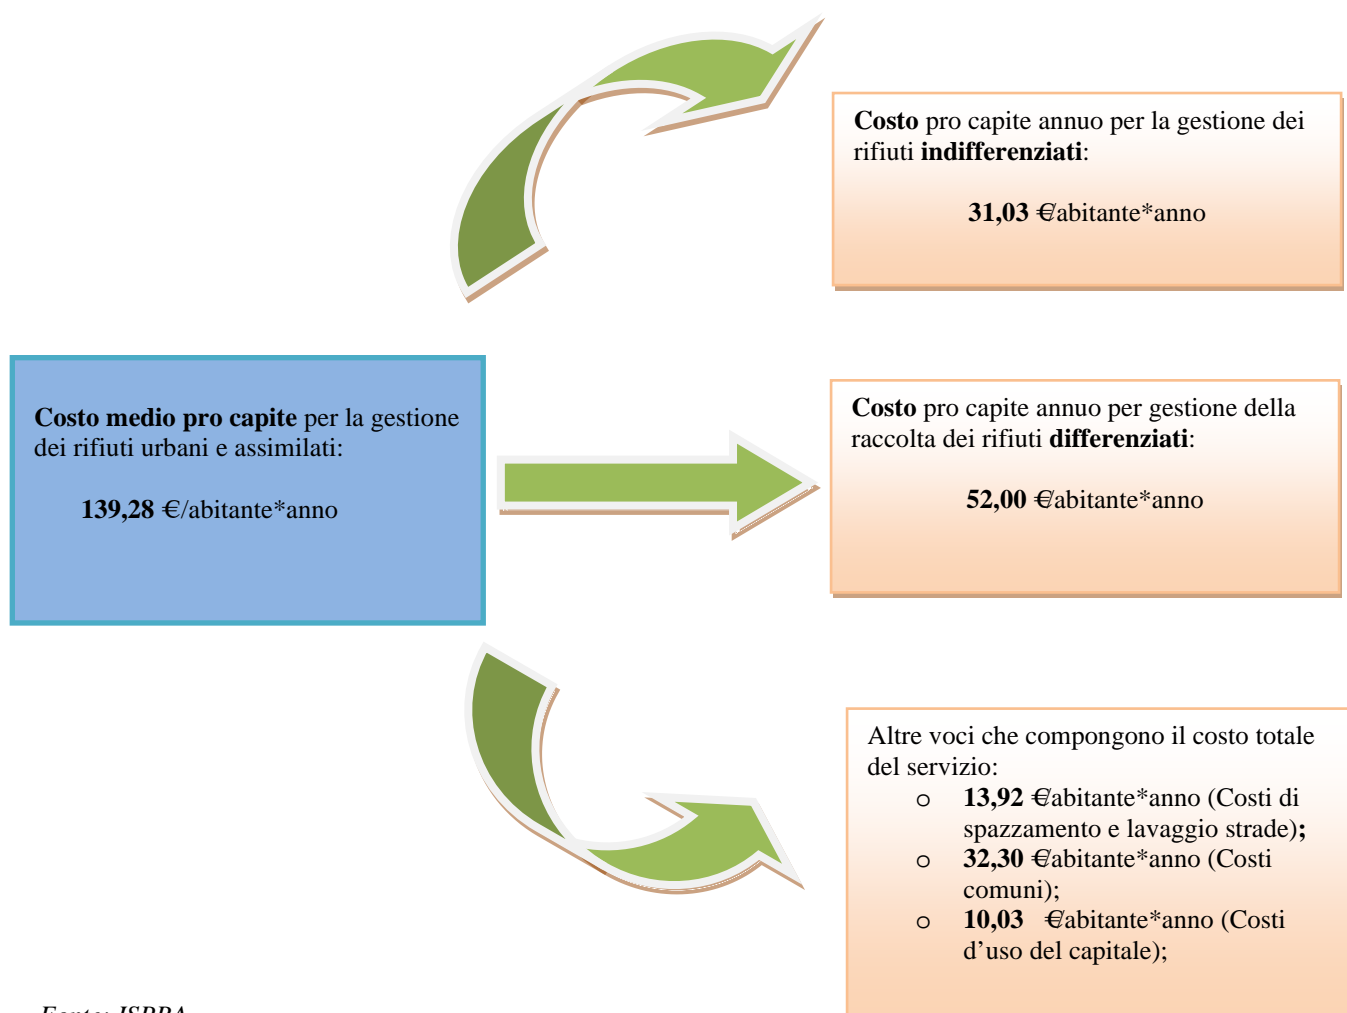 Costo pro capite annuo per la gestione dei
rifiuti indifferenziati:
31,03 €/abitante*anno
Costo medio pro capite per la gestione
dei rifiuti urbani e assimilati:
139,28 €/abitante*anno
Costo pro capite annuo per gestione della
raccolta dei rifiuti differenziati:
52,00 €/abitante*anno
Altre voci che compongono il costo totale
del servizio:
o 13,92 €/abitante*anno (Costi di
spazzamento e lavaggio strade);
o 32,30 €/abitante*anno (Costi
comuni);
o 10,03 €/abitante*anno (Costi
d’uso del capitale);
Fonte: ISPRA